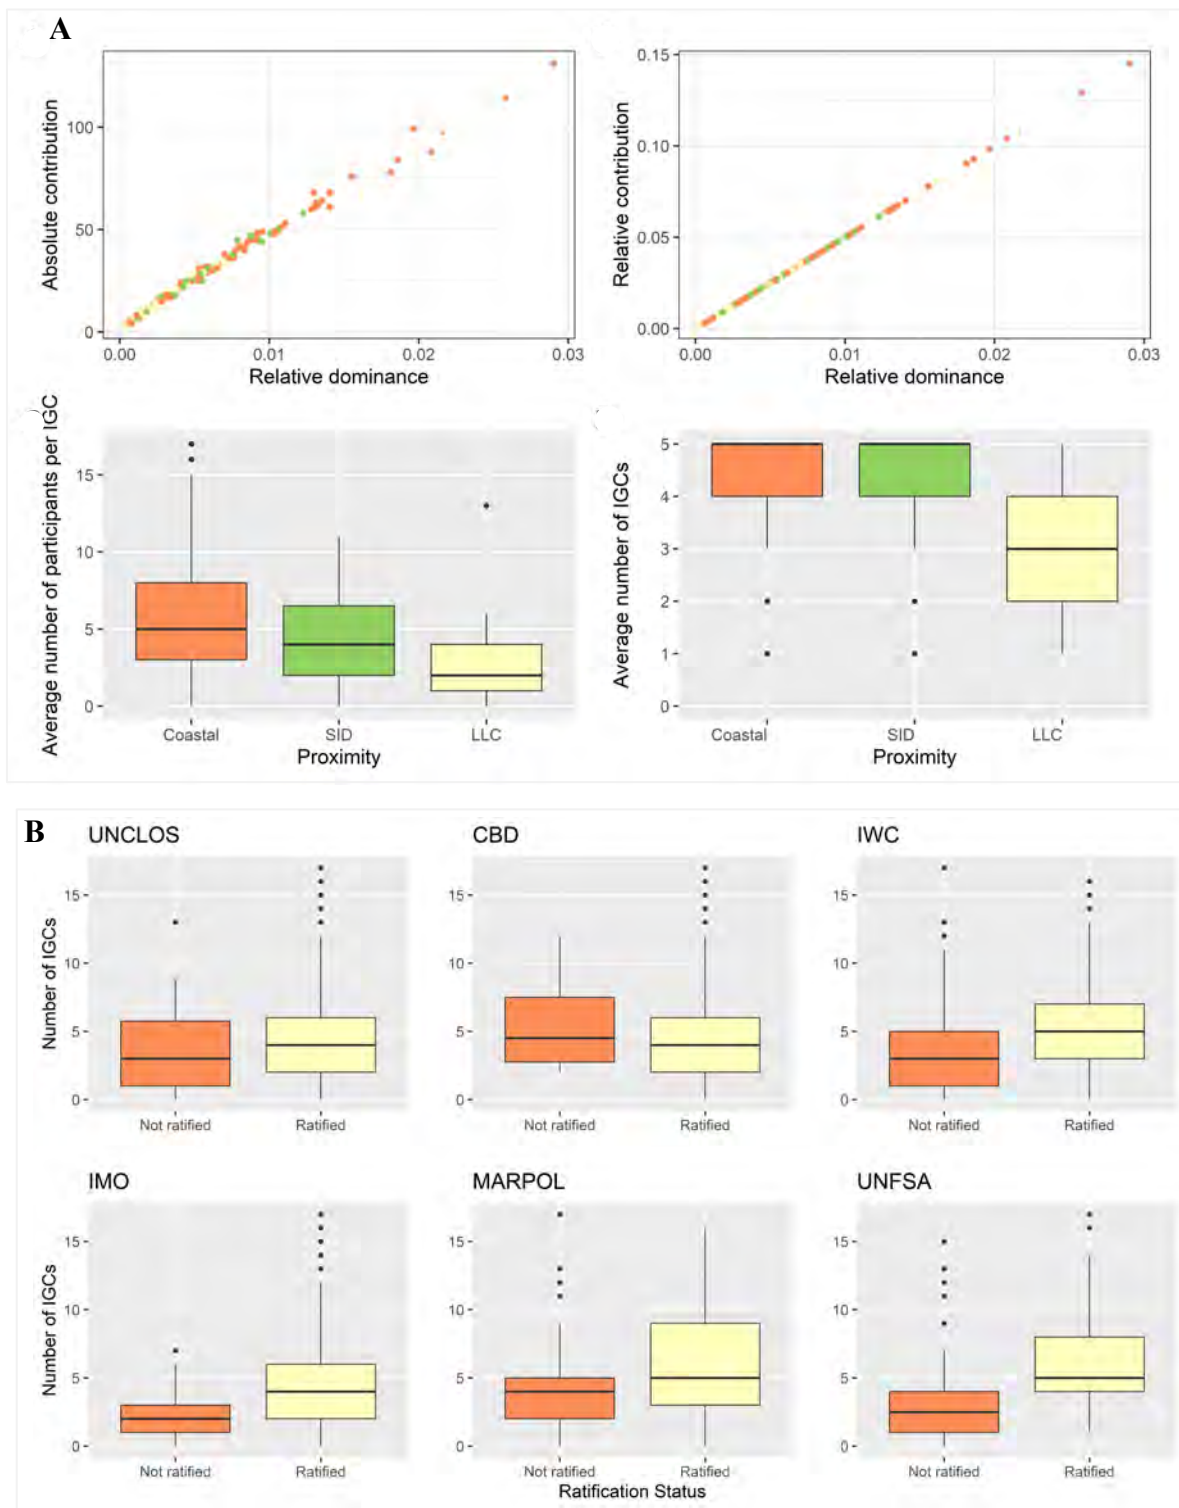 A
Absolute contribution
100
50
0
0.00 0.01 0.02 0.03
Relative dominance
Relative contribution
0.15
0.10
0.05
0.00
0.00 0.01 0.02 0.03
Relative dominance
Average number of participants per IGC
15
10
5
0
Coastal SID LLC
Proximity
Average number of IGCs
5
4
3
2
1
0
Coastal SID LLC
Proximity
B
UNCLOS
Number of IGCs
15
10
5
0
Not ratified Ratified
CBD
15
10
5
0
Not ratified Ratified
IWC
15
10
5
0
Not ratified Ratified
IMO
Number of IGCs
15
10
5
0
Not ratified Ratified
MARPOL
15
10
5
0
Not ratified Ratified
Ratification Status
UNFSA
15
10
5
0
Not ratified Ratified